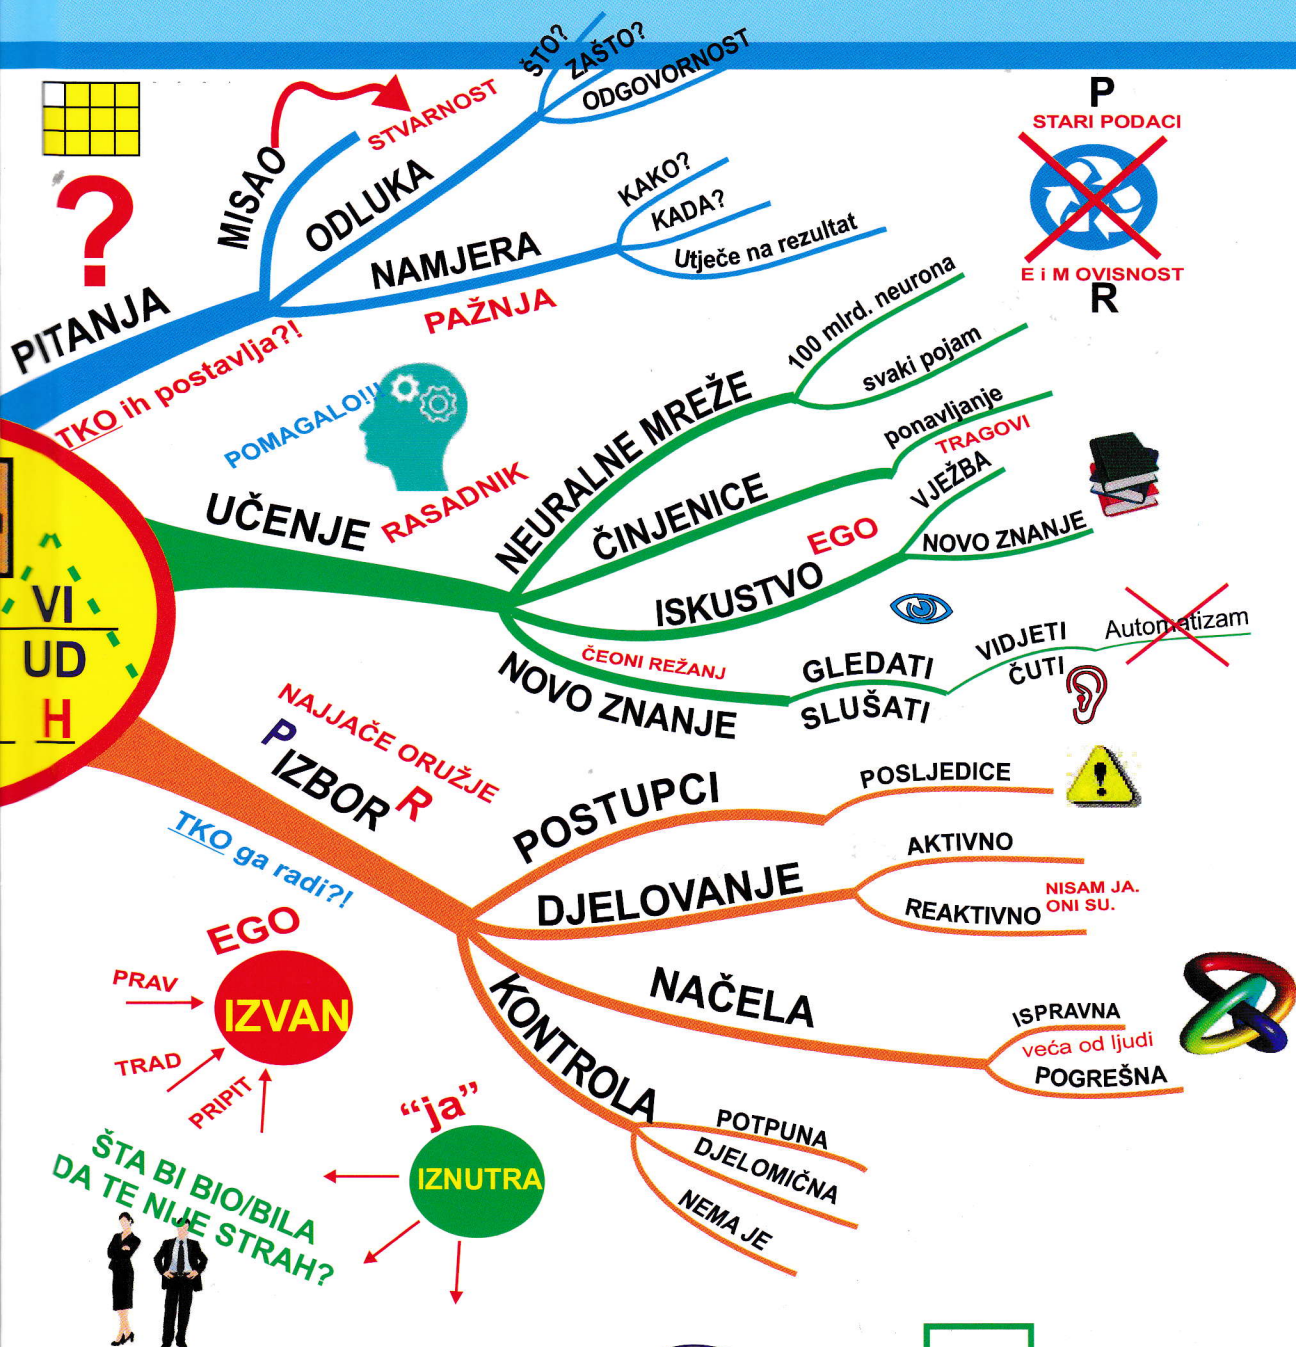 ŠTO?
ZAŠTO?
ODGOVORNOST
MISAO
STVARNOST
ODLUKA
NAMJERA
PAŽNJA
KAKO?
KADA?
Utječe na rezultat
P
STARI PODACI
E i M OVISNOST
R
?
PITANJA
TKO ih postavlja?!
POMAGALO!!!
UČENJE
RASADNIK
NEURALNE MREŽE
100 mlrd. neurona
svaki pojam
ČINJENICE
ponavljanje
TRAGOVI
EGO
ISKUSTVO
VJEŽBA
NOVO ZNANJE
ČEONI REŽANJ
NOVO ZNANJE
GLEDATI
SLUŠATI
VIDJETI
ČUTI
Automatizam
VI
UD
H
NAJJAČE ORUŽJE
P
IZBOR
R
TKO ga radi?!
POSTUPCI
POSLJEDICE
DJELOVANJE
AKTIVNO
REAKTIVNO
NISAM JA.
ONI SU.
NAČELA
ISPRAVNA
veća od ljudi
POGREŠNA
KONTROLA
POTPUNA
DJELOMIČNA
NEMA JE
EGO
IZVAN
PRAV
TRAD
PRIPIT
“ja”
IZNUTRA
ŠTA BI BIO/BILA
DA TE NIJE STRAH?